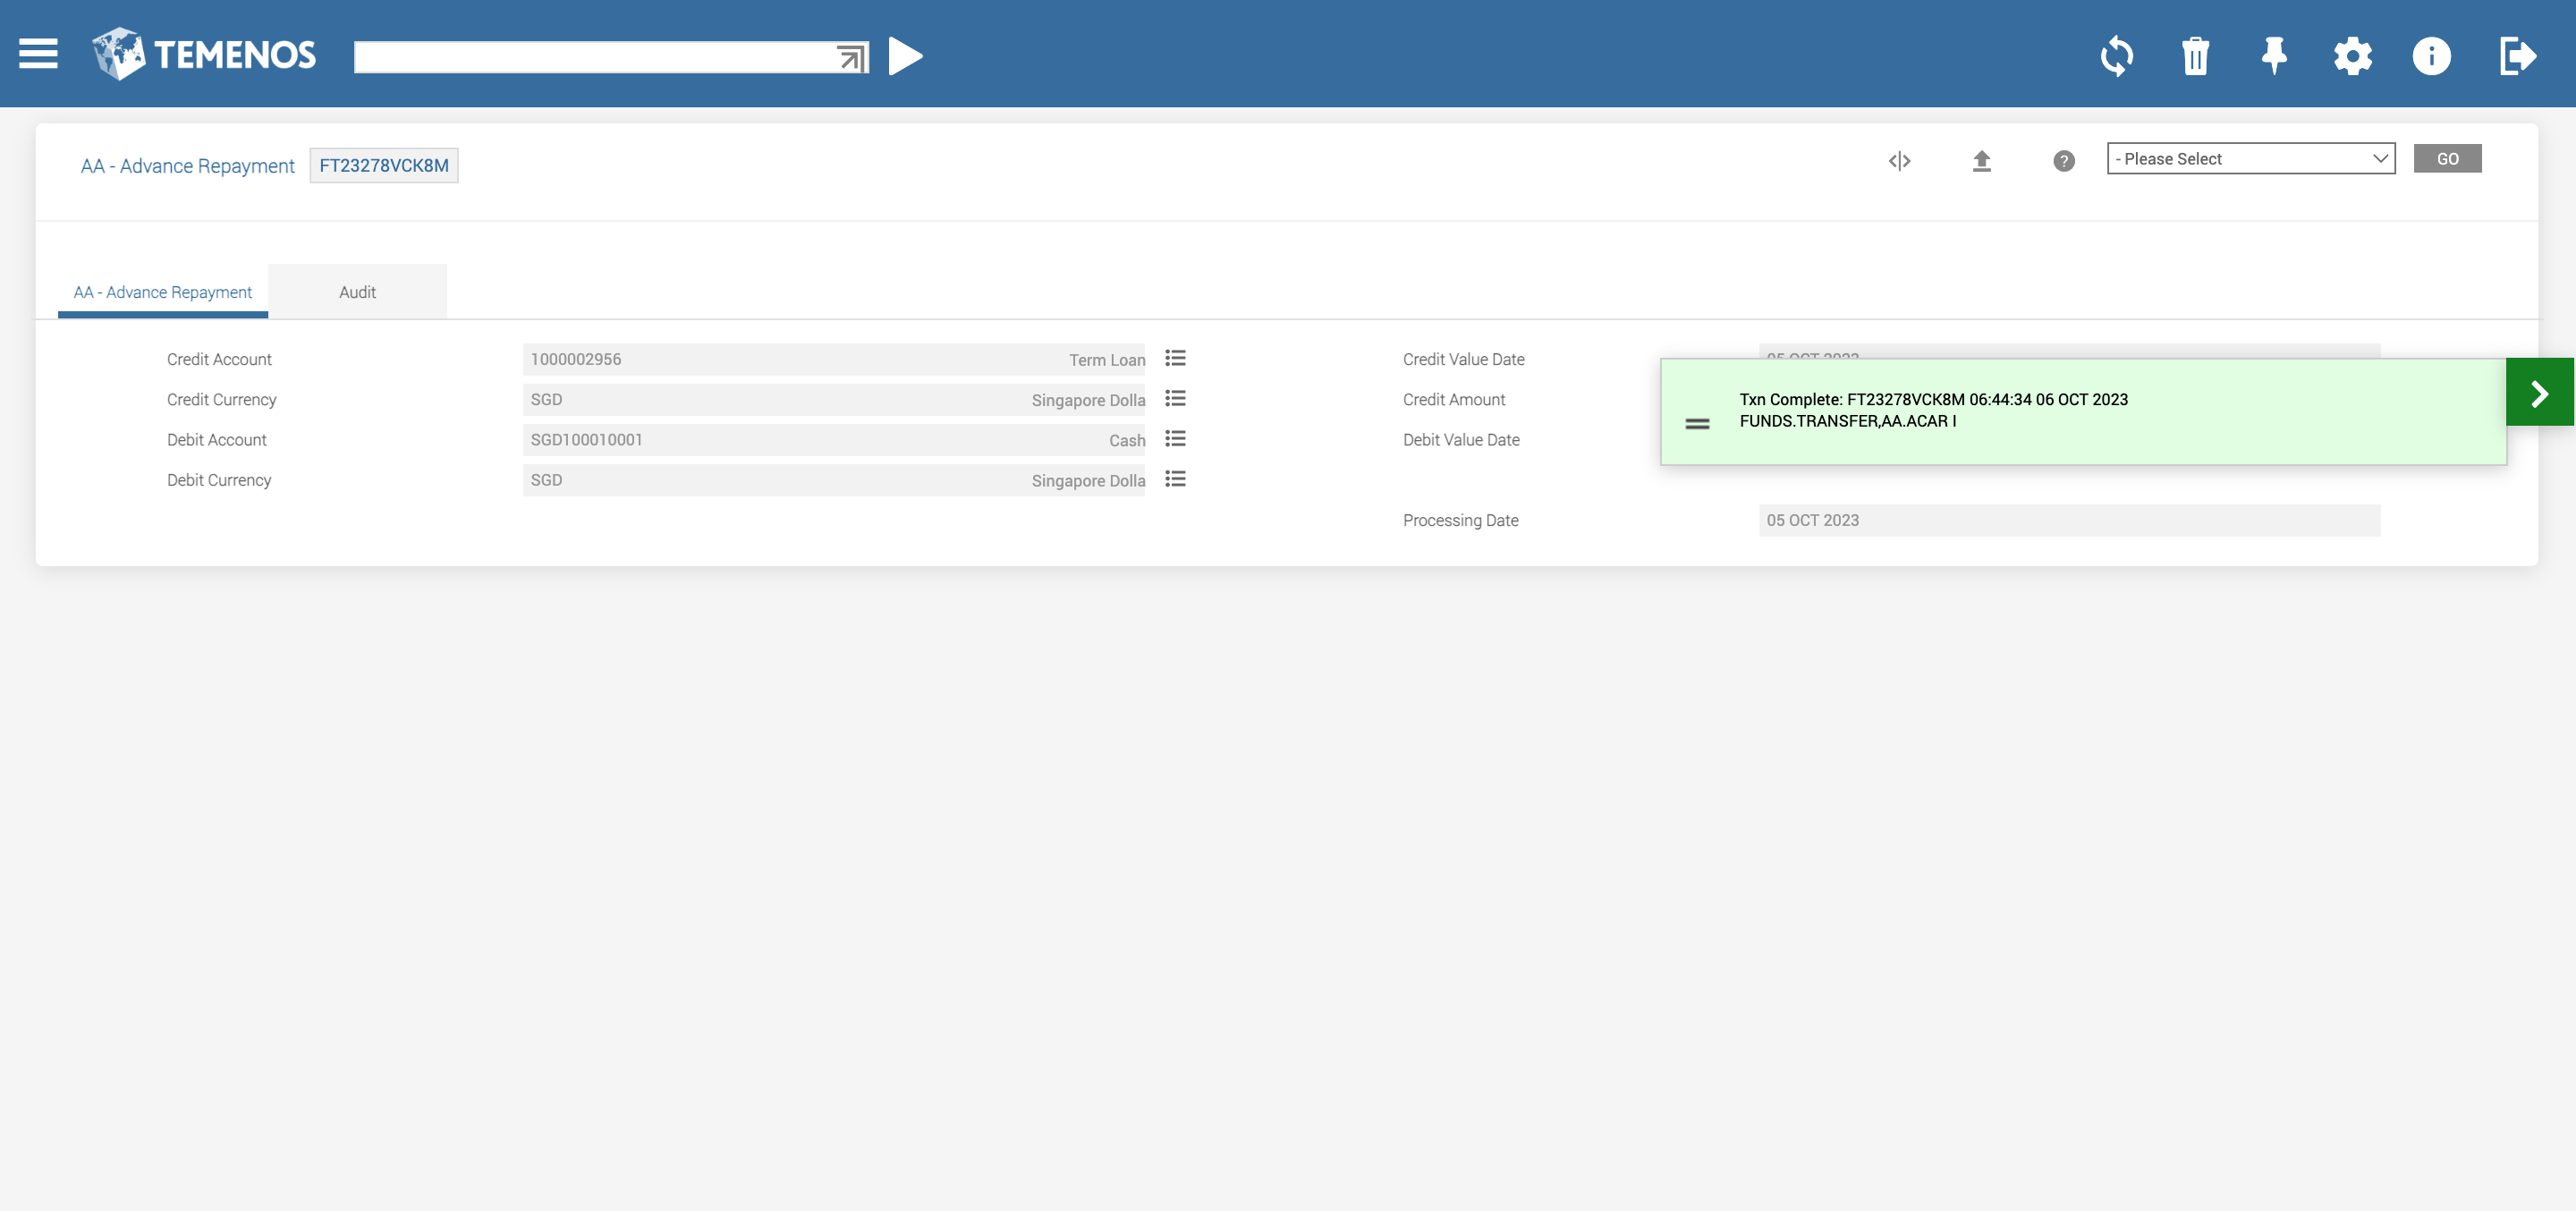 TEMENOS
AA - Advance Repayment FT23278VCK8M
- Please Select GO
AA - Advance Repayment Audit
Credit Account 1000002956 Term Loan Credit Value Date 05 OCT 2023
Credit Currency SGD Singapore Dolla Credit Amount
Debit Account SGD100010001 Cash Debit Value Date
Debit Currency SGD Singapore Dolla
Txn Complete: FT23278VCK8M 06:44:34 06 OCT 2023
FUNDS.TRANSFER,AA.ACAR I
Processing Date 05 OCT 2023